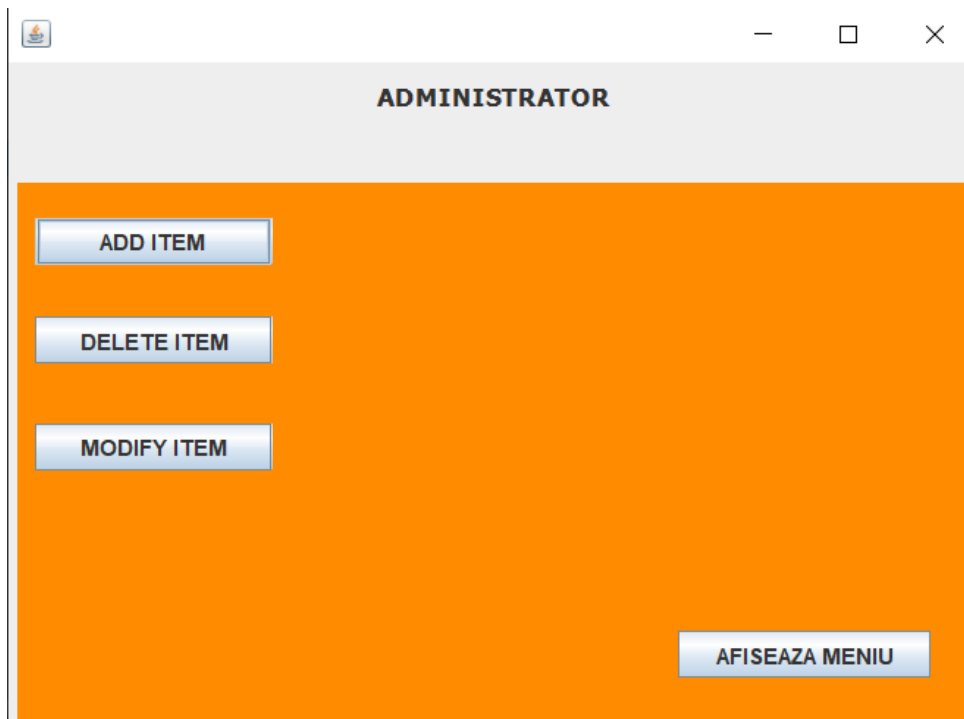 ADMINISTRATOR
ADD ITEM
DELETE ITEM
MODIFY ITEM
AFISEAZA MENIU